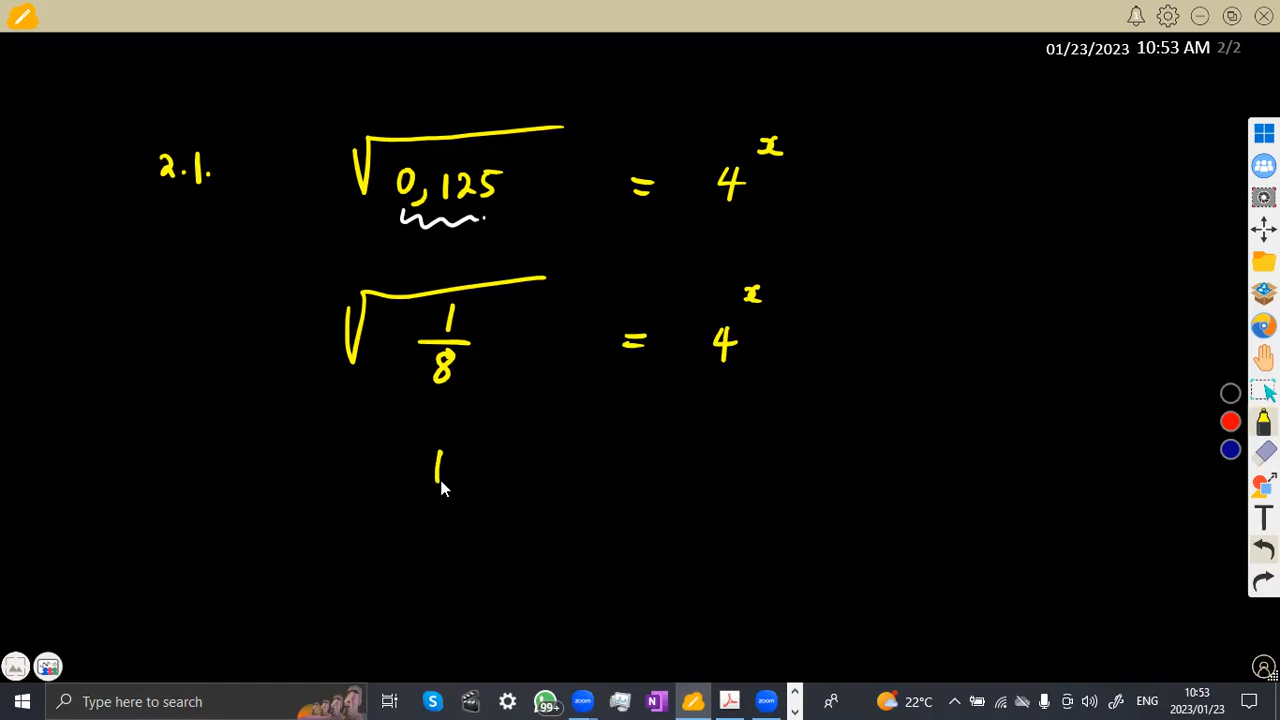 01/23/2023 10:53 AM 2/2
2.1. √0,125 = 4^x
√1/8 = 4^x
1
T
Type here to search
99+
22°C
ENG
10:53
2023/01/23